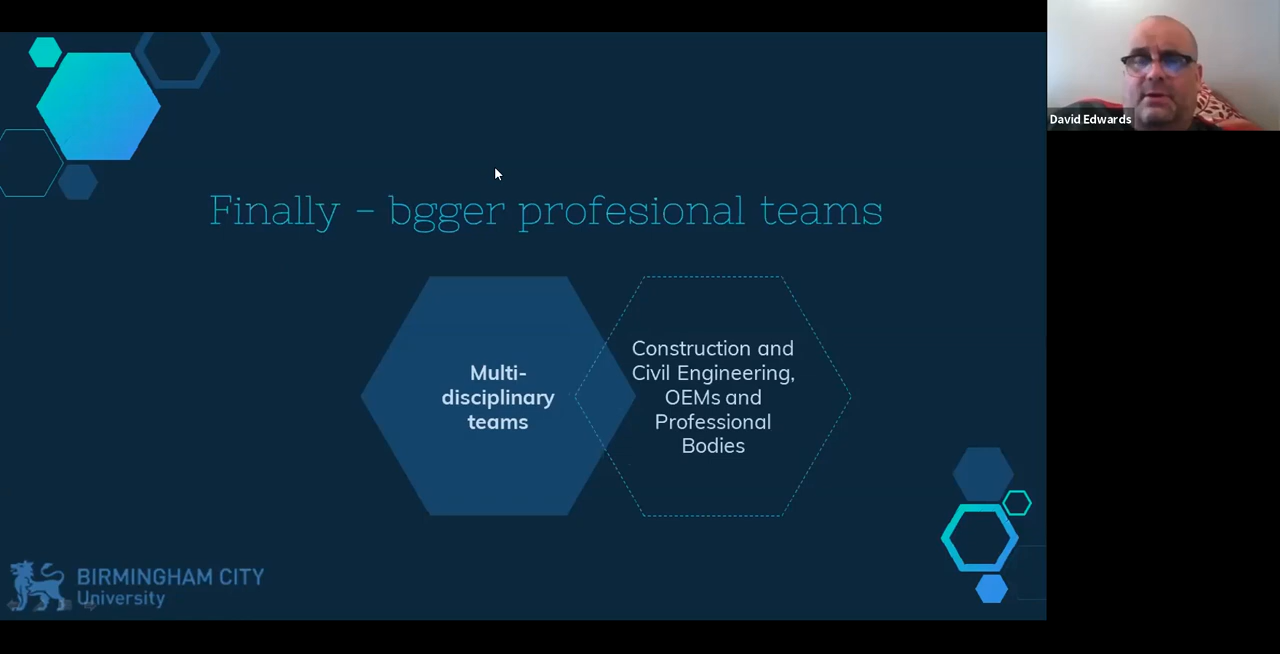 David Edwards
Finally - bgger profesional teams
Multi-
disciplinary
teams
Construction and
Civil Engineering,
OEMs and
Professional
Bodies
BIRMINGHAM CITY
University